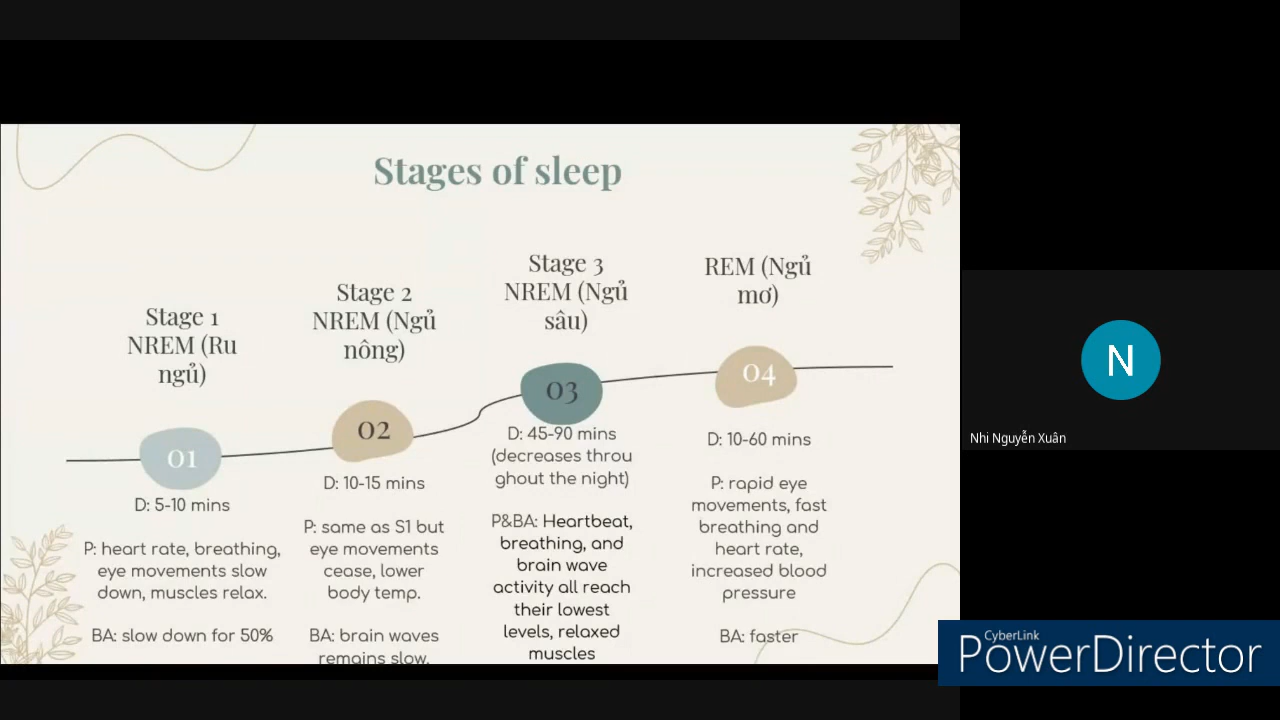 Stages of sleep
Stage 1
NREM (Ru
ngủ)
01
D: 5-10 mins
P: heart rate, breathing,
eye movements slow
down, muscles relax.
BA: slow down for 50%
Stage 2
NREM (Ngủ
nông)
02
D: 10-15 mins
P: same as S1 but
eye movements
cease, lower
body temp.
BA: brain waves
remains slow.
Stage 3
NREM (Ngủ
sâu)
03
D: 45-90 mins
(decreases throu
ghout the night)
P&BA: Heartbeat,
breathing, and
brain wave
activity all reach
their lowest
levels, relaxed
muscles
REM (Ngủ
mơ)
04
D: 10-60 mins
P: rapid eye
movements, fast
breathing and
heart rate,
increased blood
pressure
BA: faster
N
Nhi Nguyễn Xuân
CyberLink
PowerDirector